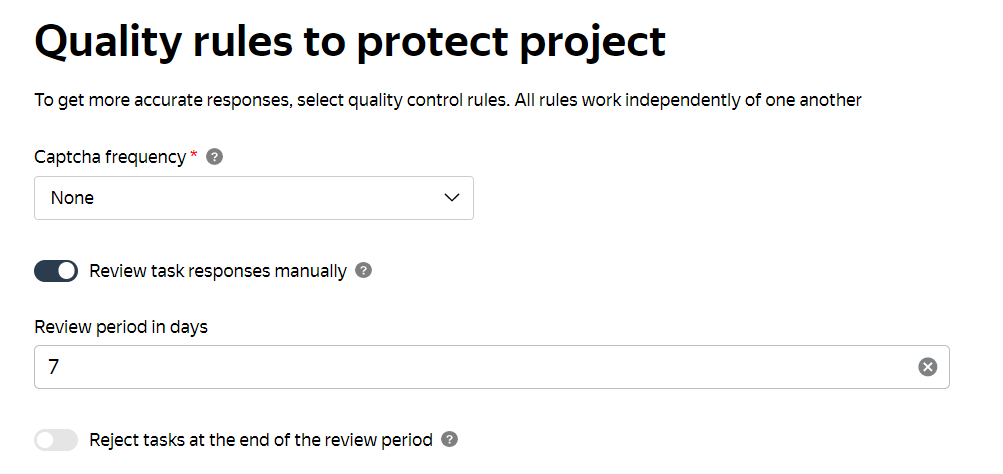 Quality rules to protect project
To get more accurate responses, select quality control rules. All rules work independently of one another
Captcha frequency * ?
None
Review task responses manually ?
Review period in days
7
Reject tasks at the end of the review period ?